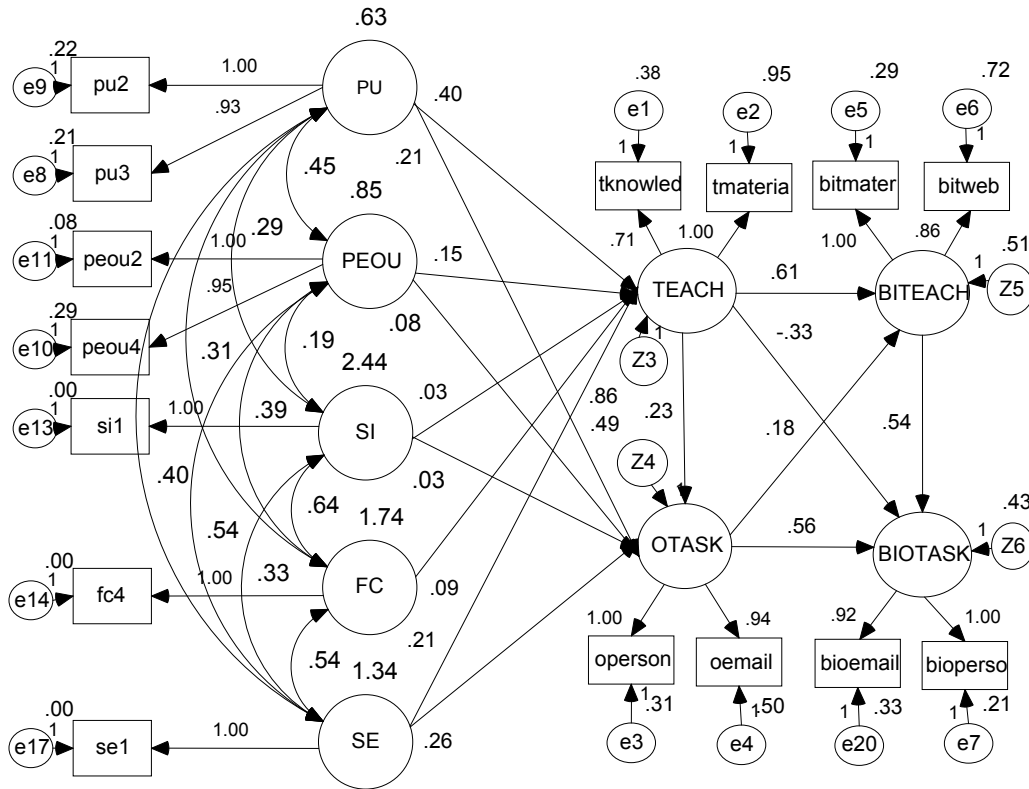 .63
.22
1
e9
pu2
1.00
PU
.40
.38
.95
.29
.72
e1
e2
e5
e6
.93
.21
1
e8
pu3
.21
1
1
1
1
tknowled
tmateria
bitmater
bitweb
.45
.85
.08
1
e11
peou2
1.00
.29
PEOU
.15
.71
1.00
1.00
.86
.51
TEACH
.61
BITEACH
1
Z5
.95
.29
1
e10
peou4
.31
.19
.08
1
Z3
-.33
2.44
.00
1
e13
si1
1.00
.39
SI
.03
.86
.49
.23
.18
.54
.40
.54
.64
.03
Z4
1
1.74
.33
OTASK
.56
BIOTASK
1
Z6
.43
.00
1
e14
fc4
1.00
FC
.09
.54
1.34
.21
1.00
.94
.92
1.00
operson
oemail
bioemail
bioperso
.00
1
e17
se1
1.00
SE
.26
1
.31
1
.50
1
.33
1
.21
e3
e4
e20
e7